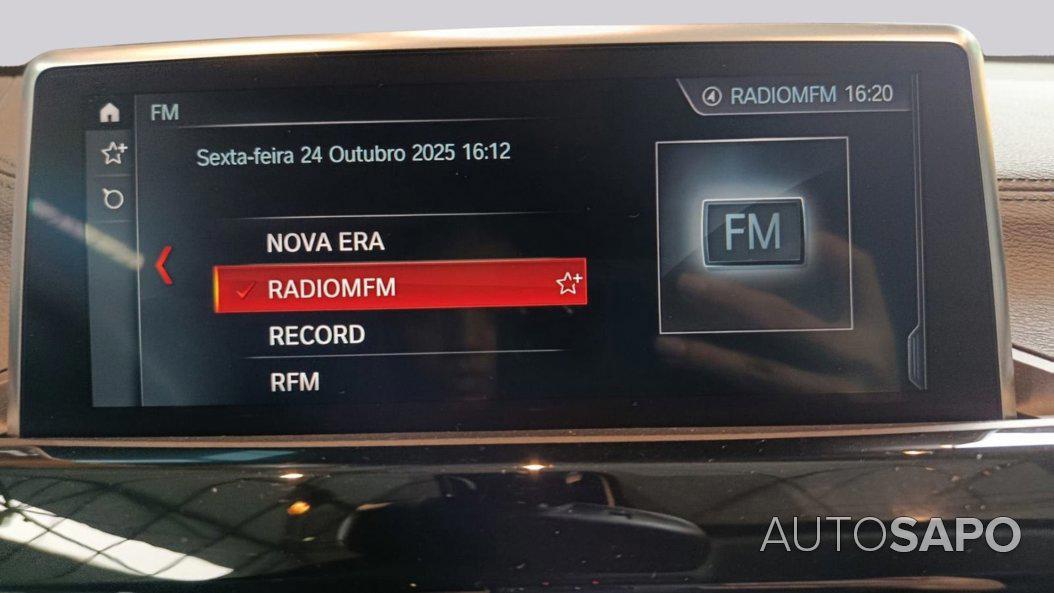 FM
RADIOMFM 16:20
Sexta-feira 24 Outubro 2025 16:12
FM
NOVA ERA
RADIOMFM
RECORD
RFM
AUTOSAPO